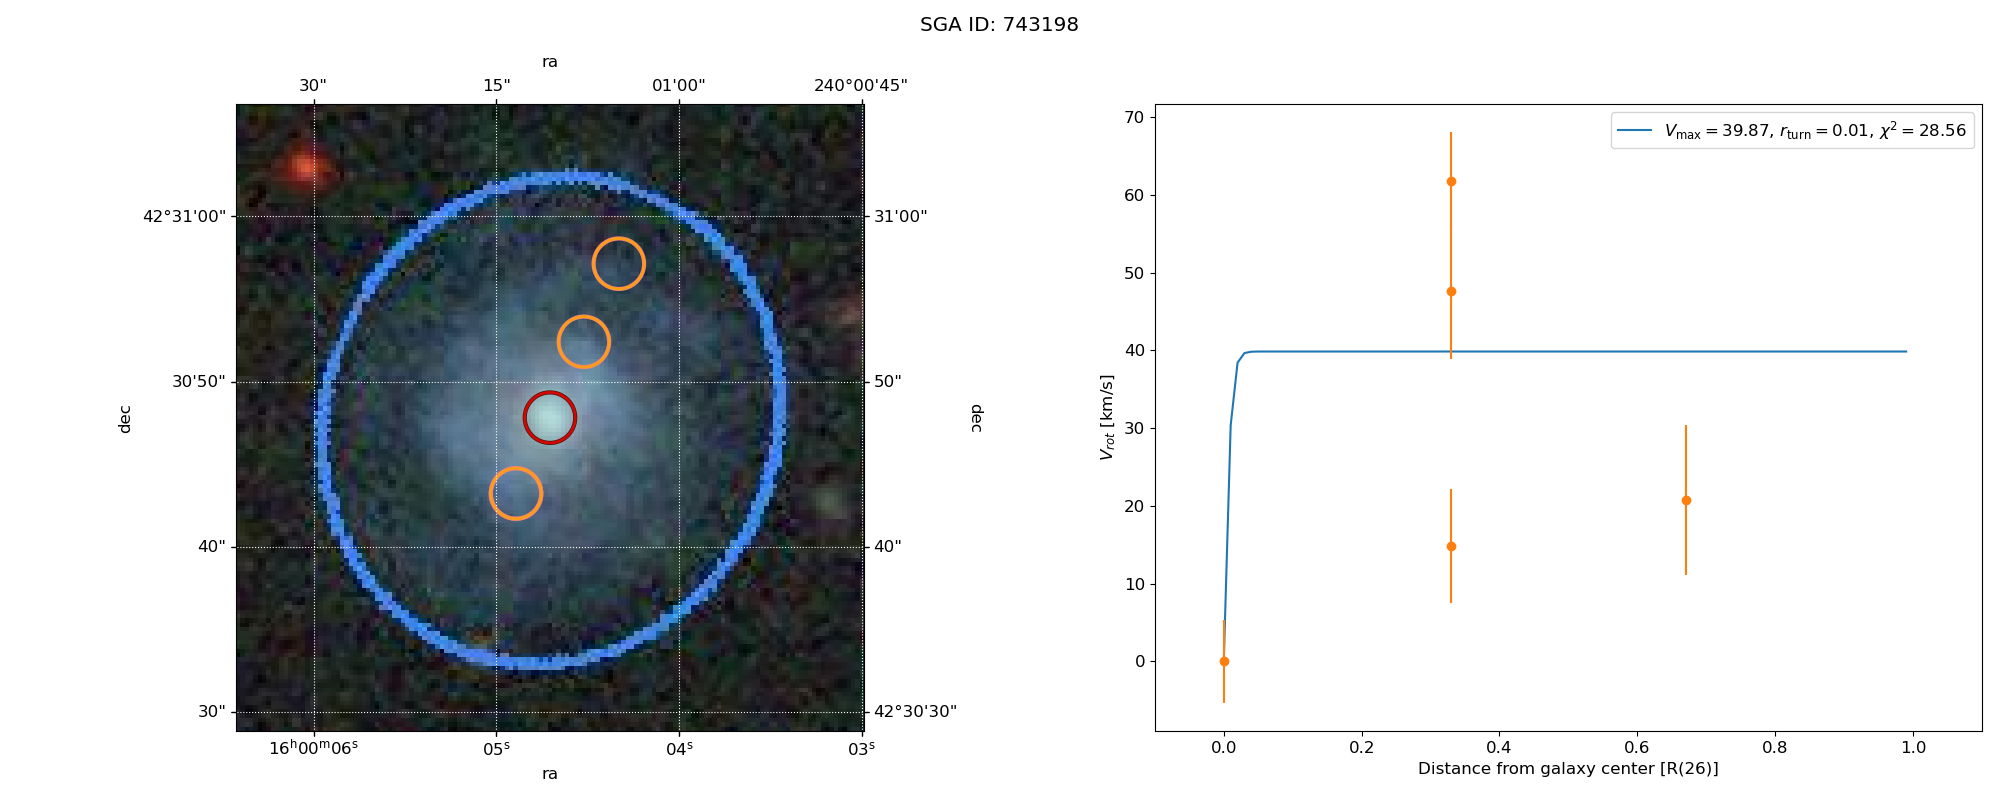 SGA ID: 743198
ra
30" 15" 01'00" 240°00'45"
42°31'00" 31'00"
30'50" 50"
40" 40"
30" 42°30'30"
dec
dec
16ʰ00ᵐ06ˢ 05ˢ 04ˢ 03ˢ
ra
V_max = 39.87, r_turn = 0.01, χ² = 28.56
70
60
50
40
30
20
10
0
V_rot [km/s]
0.0 0.2 0.4 0.6 0.8 1.0
Distance from galaxy center [R(26)]